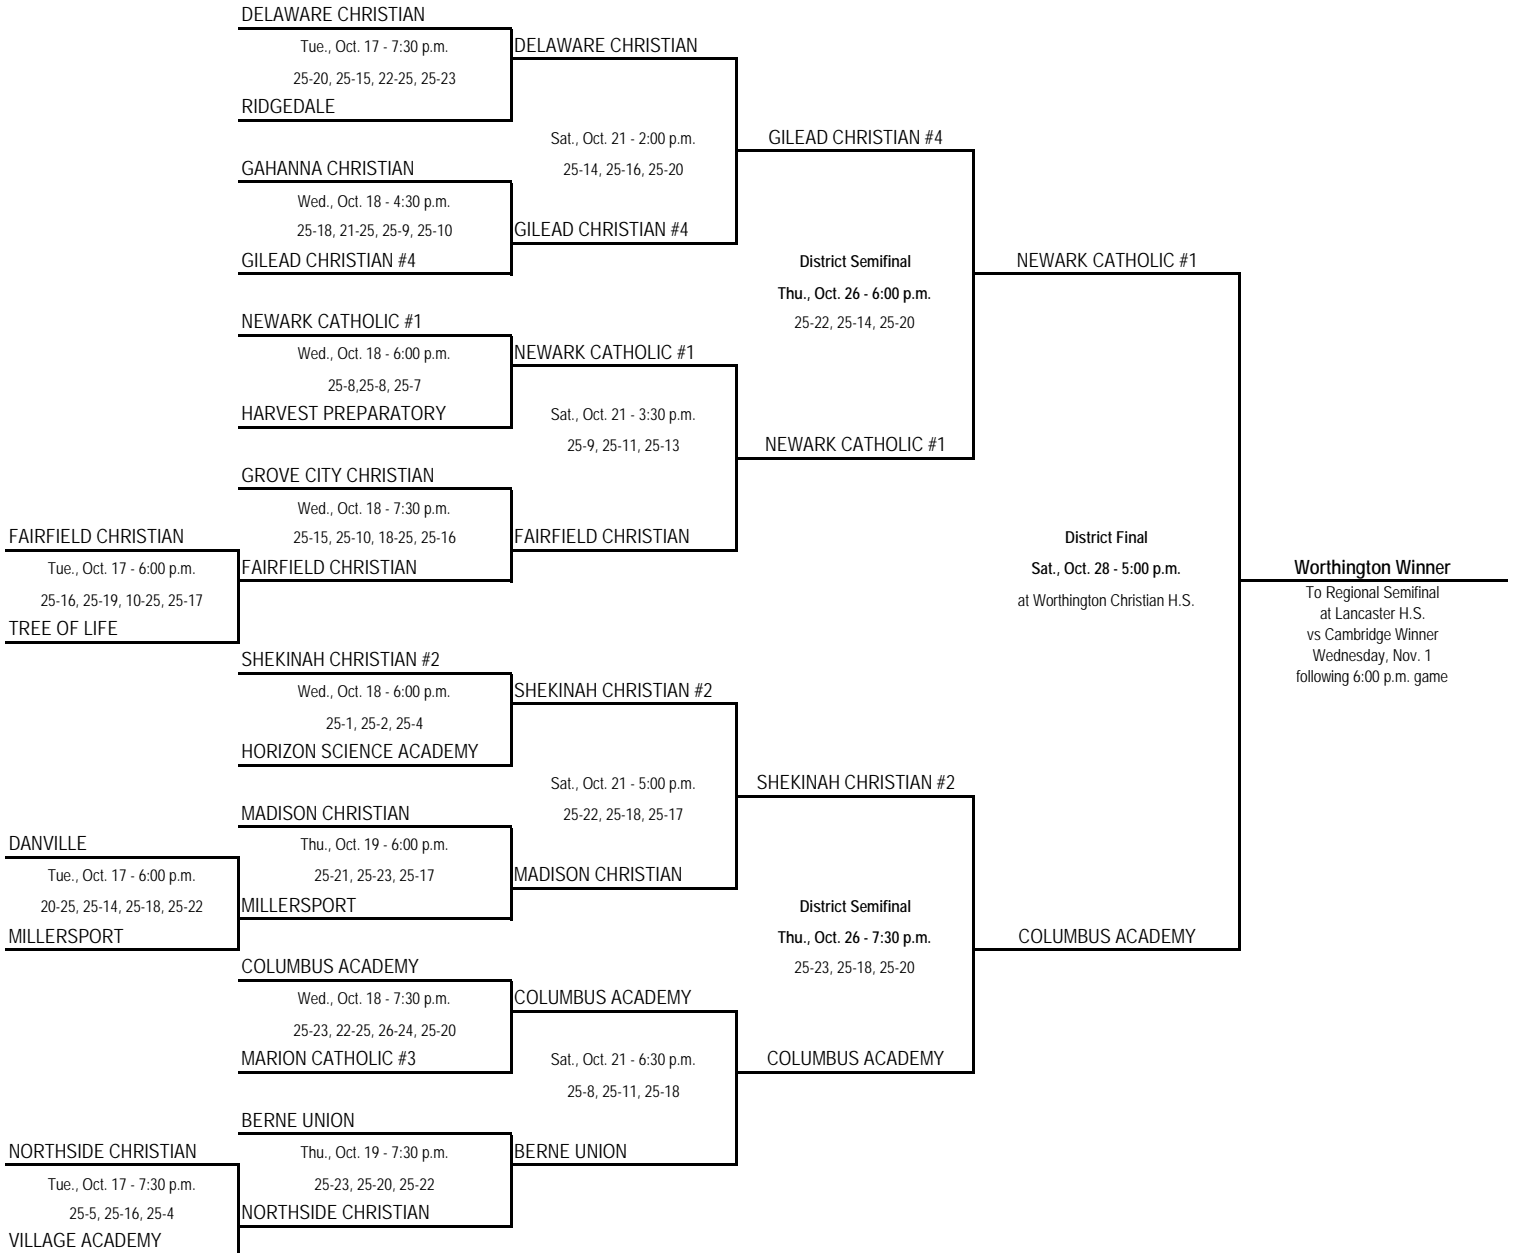 DELAWARE CHRISTIAN
Tue., Oct. 17 - 7:30 p.m.
DELAWARE CHRISTIAN
25-20, 25-15, 22-25, 25-23
RIDGEDALE
Sat., Oct. 21 - 2:00 p.m.
GILEAD CHRISTIAN #4
GAHANNA CHRISTIAN
25-14, 25-16, 25-20
Wed., Oct. 18 - 4:30 p.m.
25-18, 21-25, 25-9, 25-10
GILEAD CHRISTIAN #4
GILEAD CHRISTIAN #4
District Semifinal
NEWARK CATHOLIC #1
Thu., Oct. 26 - 6:00 p.m.
NEWARK CATHOLIC #1
25-22, 25-14, 25-20
Wed., Oct. 18 - 6:00 p.m.
NEWARK CATHOLIC #1
25-8,25-8, 25-7
HARVEST PREPARATORY
Sat., Oct. 21 - 3:30 p.m.
25-9, 25-11, 25-13
NEWARK CATHOLIC #1
GROVE CITY CHRISTIAN
Wed., Oct. 18 - 7:30 p.m.
FAIRFIELD CHRISTIAN
25-15, 25-10, 18-25, 25-16
FAIRFIELD CHRISTIAN
District Final
Tue., Oct. 17 - 6:00 p.m.
FAIRFIELD CHRISTIAN
Sat., Oct. 28 - 5:00 p.m.
Worthington Winner
25-16, 25-19, 10-25, 25-17
at Worthington Christian H.S.
To Regional Semifinal
at Lancaster H.S.
TREE OF LIFE
vs Cambridge Winner
Wednesday, Nov. 1
following 6:00 p.m. game
SHEKINAH CHRISTIAN #2
Wed., Oct. 18 - 6:00 p.m.
SHEKINAH CHRISTIAN #2
25-1, 25-2, 25-4
HORIZON SCIENCE ACADEMY
Sat., Oct. 21 - 5:00 p.m.
SHEKINAH CHRISTIAN #2
MADISON CHRISTIAN
25-22, 25-18, 25-17
DANVILLE
Thu., Oct. 19 - 6:00 p.m.
Tue., Oct. 17 - 6:00 p.m.
25-21, 25-23, 25-17
MADISON CHRISTIAN
20-25, 25-14, 25-18, 25-22
MILLERSPORT
District Semifinal
MILLERSPORT
Thu., Oct. 26 - 7:30 p.m.
COLUMBUS ACADEMY
COLUMBUS ACADEMY
25-23, 25-18, 25-20
Wed., Oct. 18 - 7:30 p.m.
COLUMBUS ACADEMY
25-23, 22-25, 26-24, 25-20
MARION CATHOLIC #3
Sat., Oct. 21 - 6:30 p.m.
COLUMBUS ACADEMY
25-8, 25-11, 25-18
BERNE UNION
NORTHSIDE CHRISTIAN
Thu., Oct. 19 - 7:30 p.m.
BERNE UNION
Tue., Oct. 17 - 7:30 p.m.
25-23, 25-20, 25-22
25-5, 25-16, 25-4
NORTHSIDE CHRISTIAN
VILLAGE ACADEMY